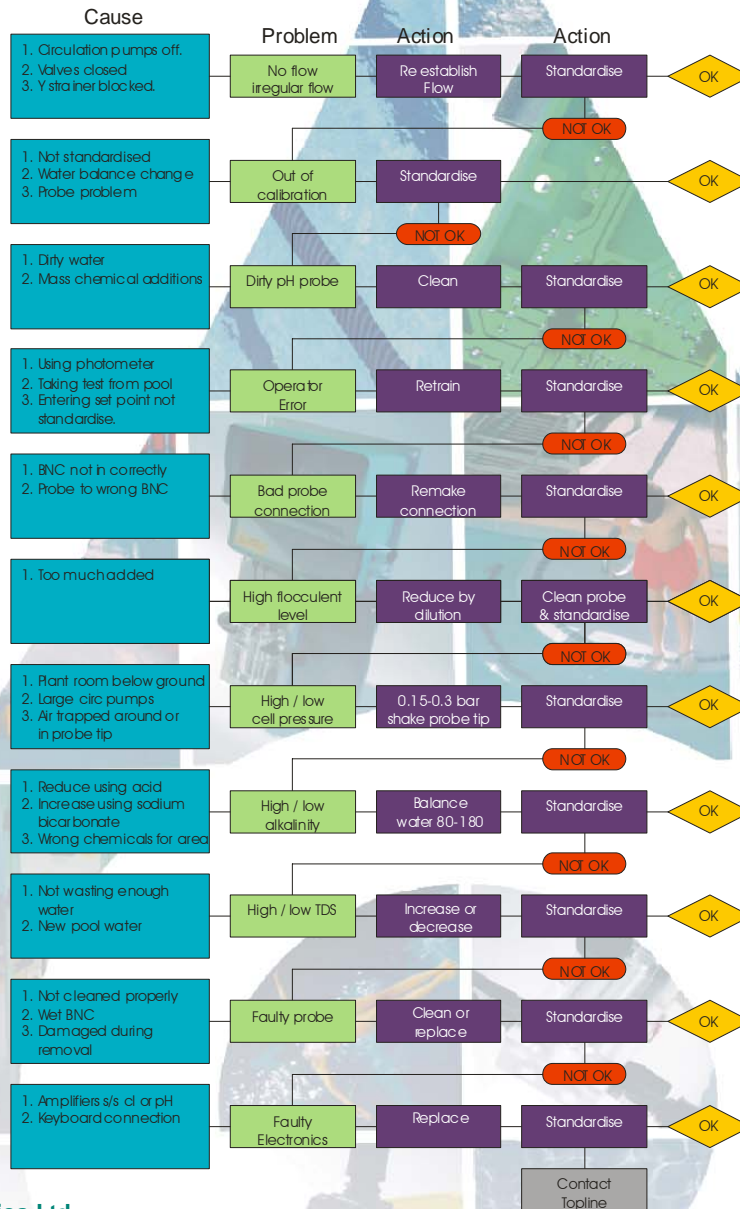 Cause
Problem
Action
Action
1. Circulation pumps off.
2. Valves closed
3. Y strainer blocked.
No flow
irregular flow
Re establish
Flow
Standardise
OK
NOT OK
1. Not standardised
2. Water balance change
3. Probe problem
Out of
calibration
Standardise
OK
NOT OK
1. Dirty water
2. Mass chemical additions
Dirty pH probe
Clean
Standardise
OK
NOT OK
1. Using photometer
2. Taking test from pool
3. Entering set point not
standardise.
Operator
Error
Retrain
Standardise
OK
NOT OK
1. BNC not in correctly
2. Probe to wrong BNC
Bad probe
connection
Remake
connection
Standardise
OK
NOT OK
1. Too much added
High flocculent
level
Reduce by
dilution
Clean probe
& standardise
OK
NOT OK
1. Plant room below ground
2. Large circ pumps
3. Air trapped around or
in probe tip
High / low
cell pressure
0.15-0.3 bar
shake probe tip
Standardise
OK
NOT OK
1. Reduce using acid
2. Increase using sodium
bicarbonate
3. Wrong chemicals for area
High / low
alkalinity
Balance
water 80-180
Standardise
OK
NOT OK
1. Not wasting enough
water
2. New pool water
High / low TDS
Increase or
decrease
Standardise
OK
NOT OK
1. Not cleaned properly
2. Wet BNC
3. Damaged during
removal
Faulty probe
Clean or
replace
Standardise
OK
NOT OK
1. Amplifiers s/s cl or pH
2. Keyboard connection
Faulty
Electronics
Replace
Standardise
OK
Contact
Topline
Ltd